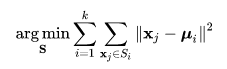 arg min_S ∑_{i=1}^{k} ∑_{x_j∈S_i} ‖x_j − μ_i‖²